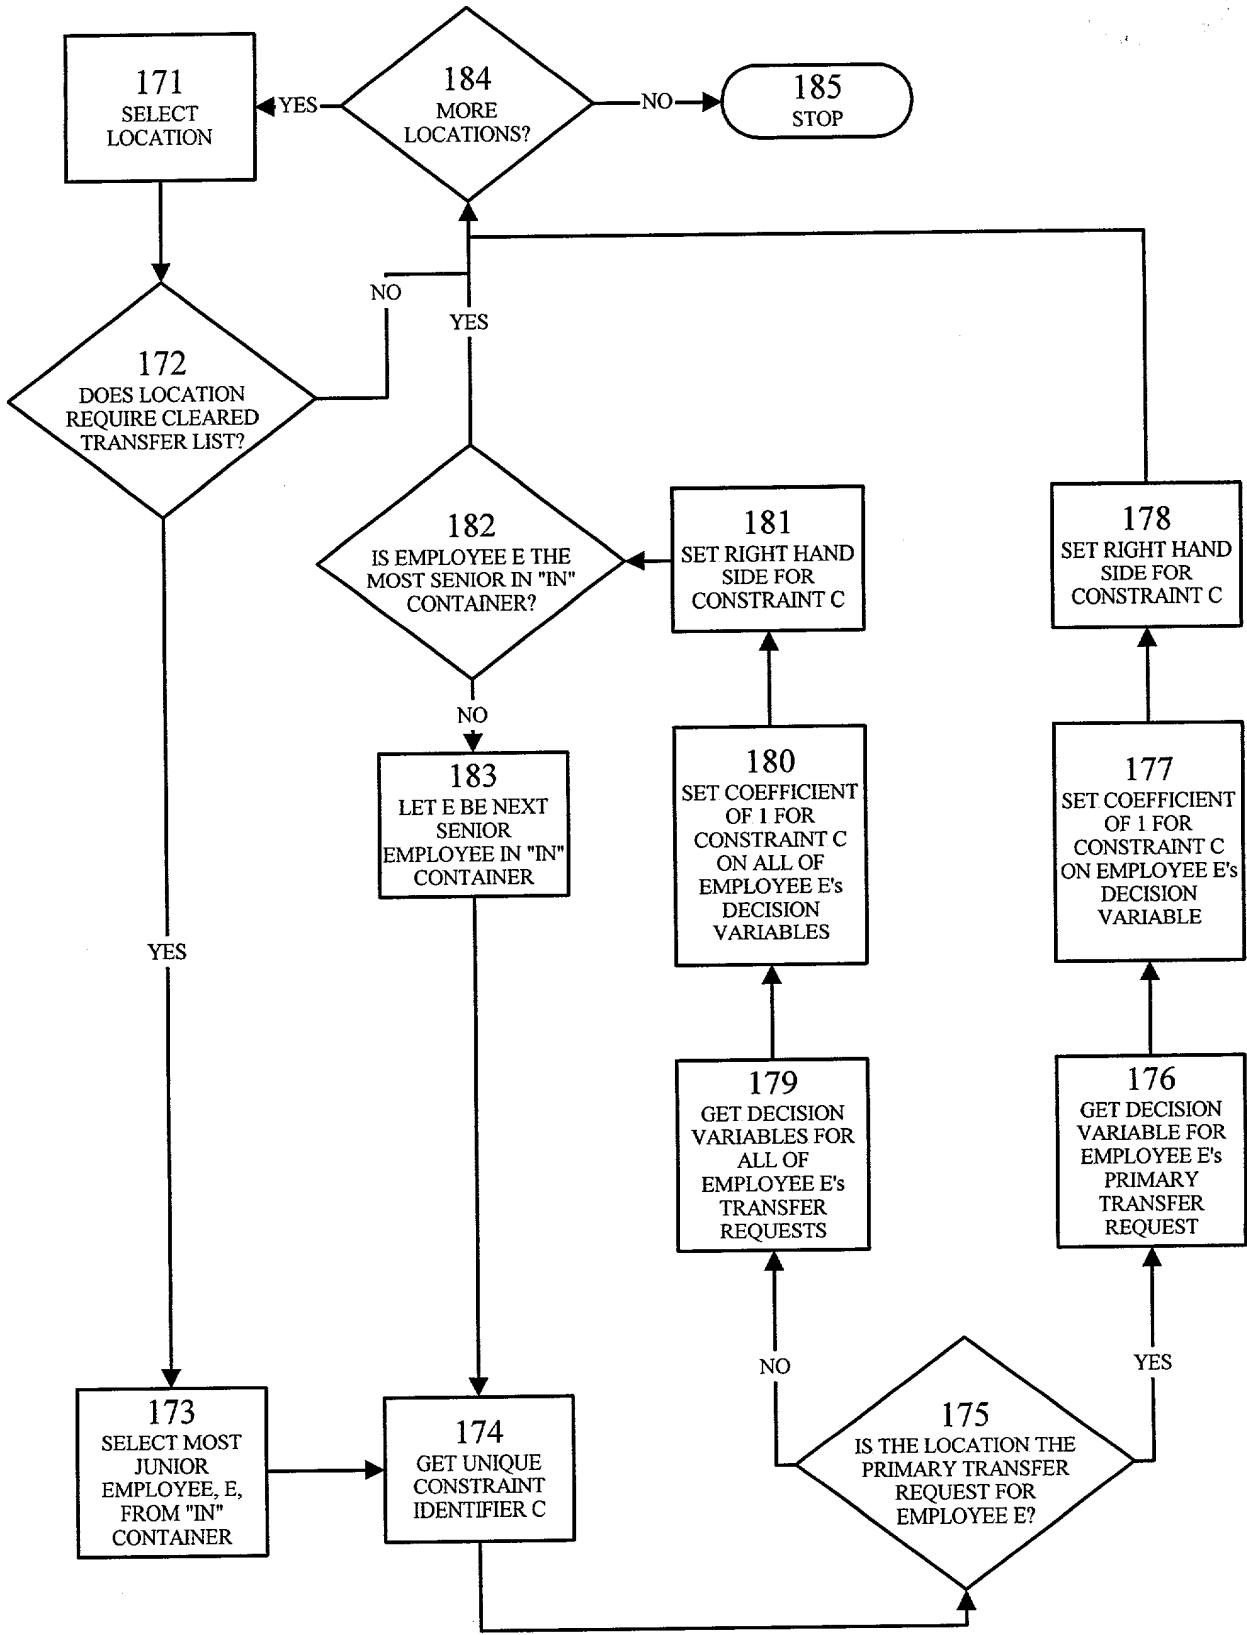 171
SELECT
LOCATION
YES
184
MORE
LOCATIONS?
NO
185
STOP
172
DOES LOCATION
REQUIRE CLEARED
TRANSFER LIST?
NO
YES
182
IS EMPLOYEE E THE
MOST SENIOR IN "IN"
CONTAINER?
181
SET RIGHT HAND
SIDE FOR
CONSTRAINT C
178
SET RIGHT HAND
SIDE FOR
CONSTRAINT C
NO
183
LET E BE NEXT
SENIOR
EMPLOYEE IN "IN"
CONTAINER
180
SET COEFFICIENT
OF 1 FOR
CONSTRAINT C
ON ALL OF
EMPLOYEE E's
DECISION
VARIABLES
177
SET COEFFICIENT
OF 1 FOR
CONSTRAINT C
ON EMPLOYEE E's
DECISION
VARIABLE
YES
179
GET DECISION
VARIABLES FOR
ALL OF
EMPLOYEE E's
TRANSFER
REQUESTS
176
GET DECISION
VARIABLE FOR
EMPLOYEE E's
PRIMARY
TRANSFER
REQUEST
NO
YES
173
SELECT MOST
JUNIOR
EMPLOYEE, E,
FROM "IN"
CONTAINER
174
GET UNIQUE
CONSTRAINT
IDENTIFIER C
175
IS THE LOCATION THE
PRIMARY TRANSFER
REQUEST FOR
EMPLOYEE E?